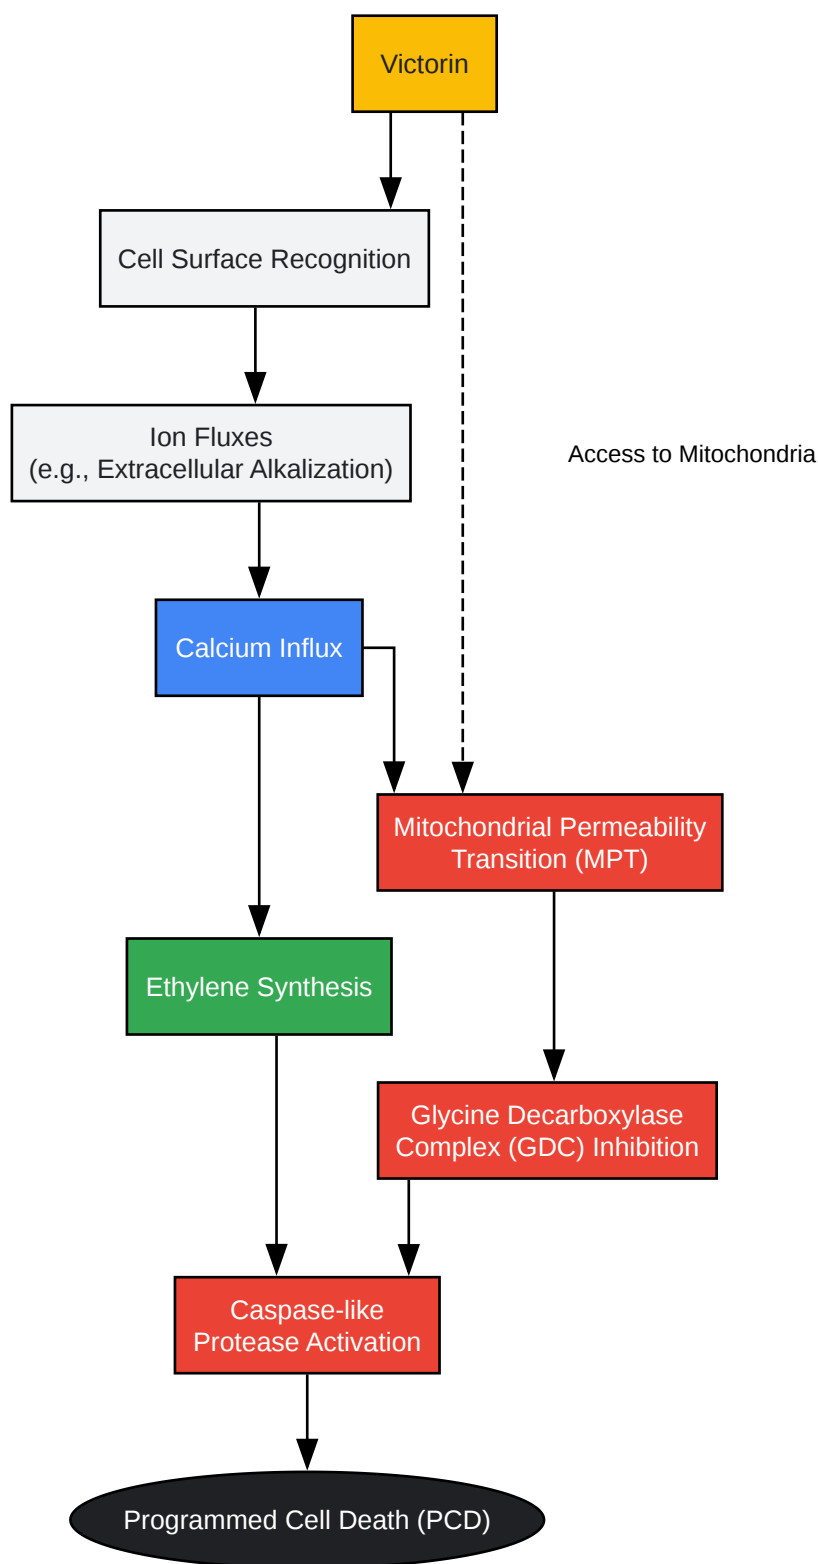 Victorin
Cell Surface Recognition
Ion Fluxes
(e.g., Extracellular Alkalization)
Access to Mitochondria
Calcium Influx
Mitochondrial Permeability
Transition (MPT)
Ethylene Synthesis
Glycine Decarboxylase
Complex (GDC) Inhibition
Caspase-like
Protease Activation
Programmed Cell Death (PCD)